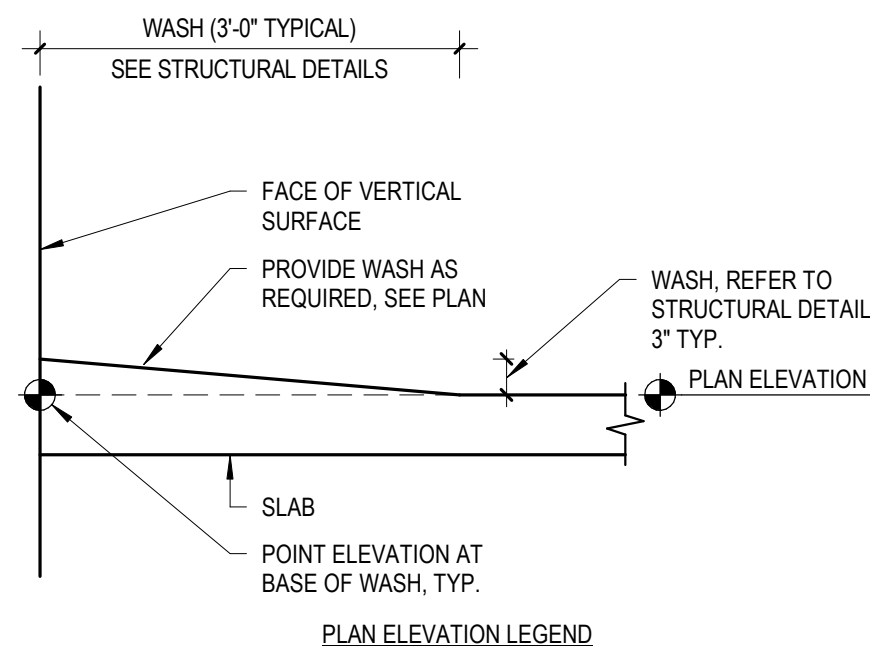 WASH (3'-0" TYPICAL)
SEE STRUCTURAL DETAILS
FACE OF VERTICAL
SURFACE
PROVIDE WASH AS
REQUIRED, SEE PLAN
WASH, REFER TO
STRUCTURAL DETAIL
3" TYP.
PLAN ELEVATION
SLAB
POINT ELEVATION AT
BASE OF WASH, TYP.
PLAN ELEVATION LEGEND